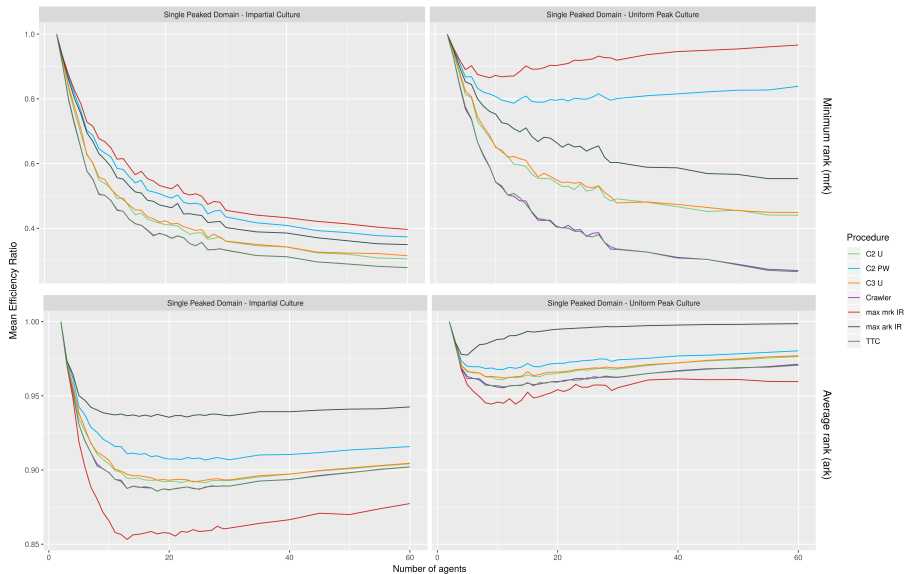 Single Peaked Domain - Impartial Culture
Single Peaked Domain - Uniform Peak Culture
1.0
0.8
0.6
0.4
Minimum rank (mrk)
Mean Efficiency Ratio
Single Peaked Domain - Impartial Culture
Single Peaked Domain - Uniform Peak Culture
1.00
0.95
0.90
0.85
Average rank (ark)
0
20
40
60
0
20
40
60
Number of agents
Procedure
C2 U
C2 PW
C3 U
Crawler
max mrk IR
max ark IR
TTC